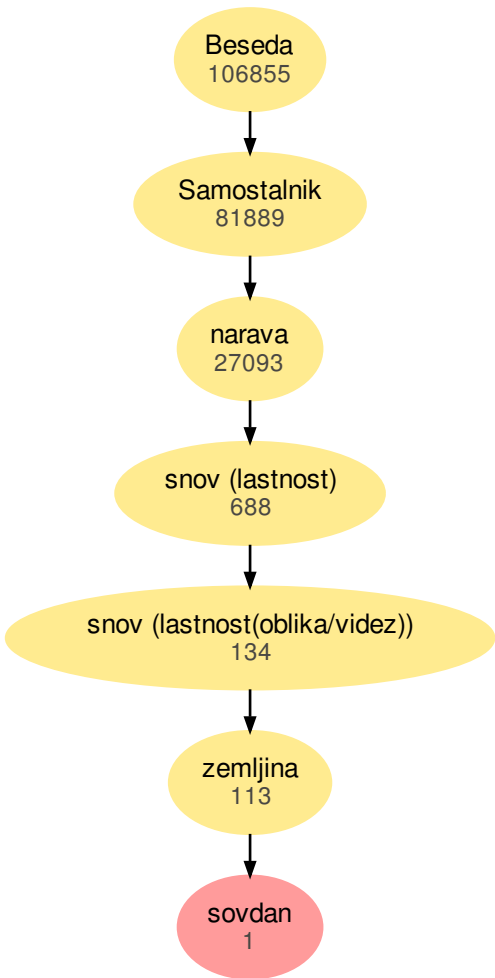 Beseda
106855
Samostalnik
81889
narava
27093
snov (lastnost)
688
snov (lastnost(oblika/videz))
134
zemljina
113
sovdan
1